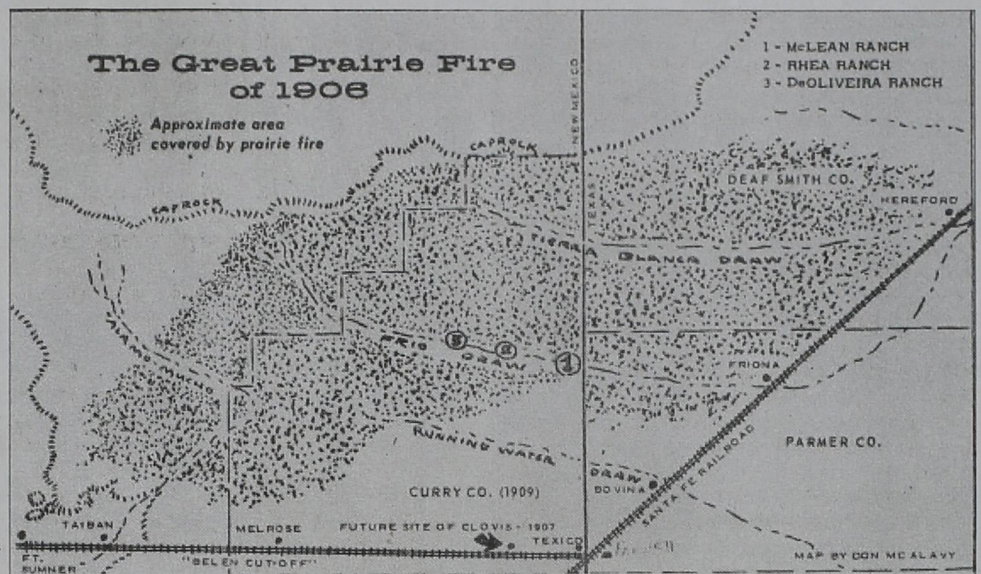 The Great Prairie Fire
of 1906
Approximate area
covered by prairie fire
1 - McLEAN RANCH
2 - RHEA RANCH
3 - DeOLIVEIRA RANCH
NEW MEXICO
TEXAS
CAPROCK
CAPROCK
DEAF SMITH CO.
HEREFORD
TIERRA BLANCA DRAW
ALAMO
FRIO DRAW
3
2
1
FRIONA
RUNNING WATER DRAW
BOVINA
SANTA FE RAILROAD
PARMER CO.
CURRY CO. (1909)
TAIBAN
MELROSE
FUTURE SITE OF CLOVIS - 1907
TEXICO
FT.
SUMNER
"BELEN CUT-OFF"
MAP BY DON McALAVY